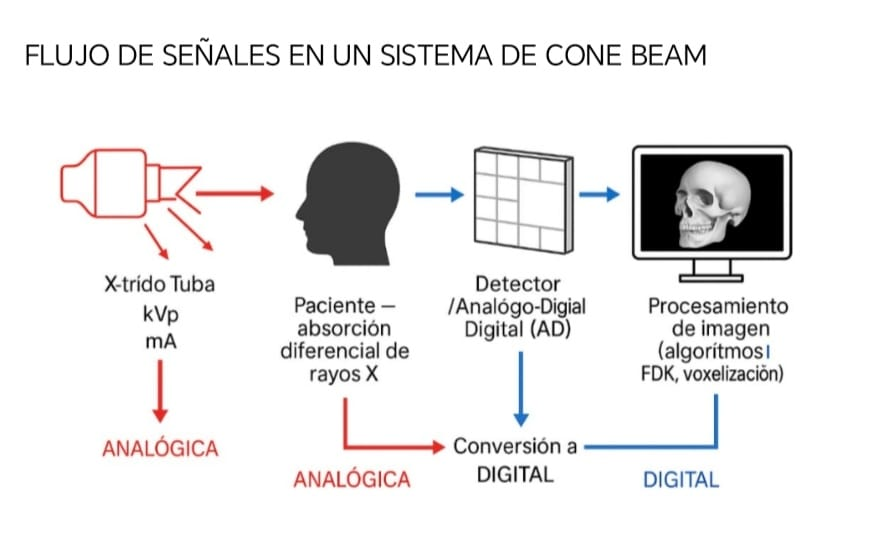 FLUJO DE SEÑALES EN UN SISTEMA DE CONE BEAM
X-trído Tuba
kVp
mA
ANALÓGICA
Paciente –
absorción
diferencial de
rayos X
ANALÓGICA
Detector
/Analógo-Digial
Digital (AD)
Conversión a
DIGITAL
Procesamiento
de imagen
(algorítmos I
FDK, voxelización)
DIGITAL